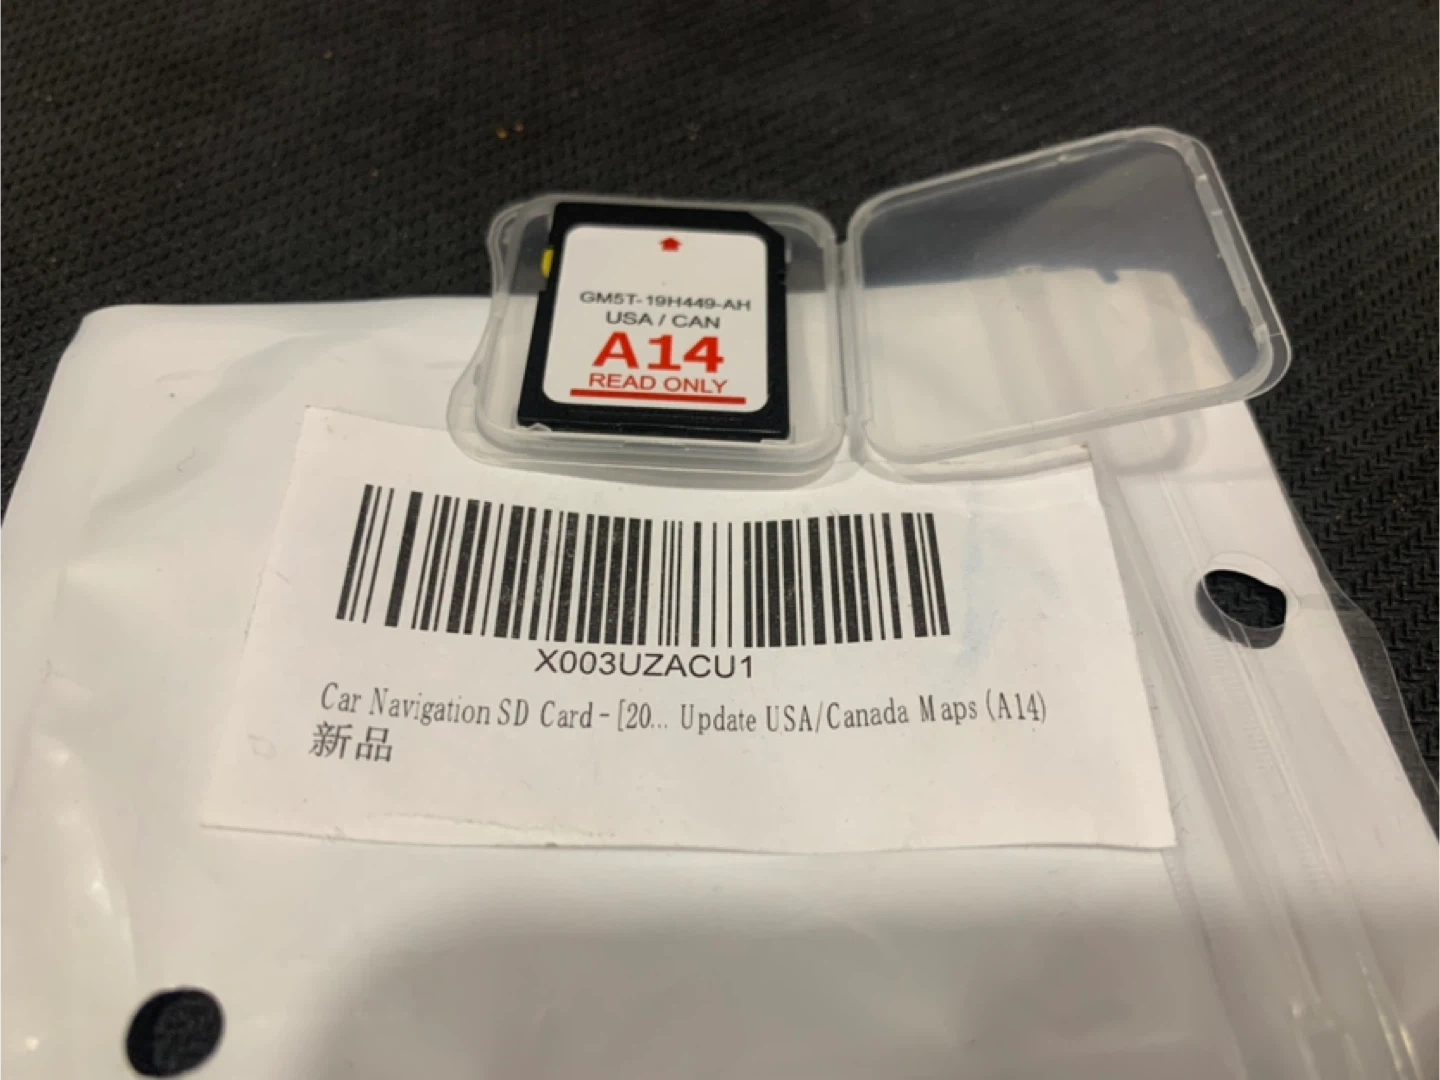 GM5T-19H449-AH
USA / CAN
A14
READ ONLY
X003UZACU1
Car Navigation SD Card - [20... Update USA/Canada Maps (A14)
新品